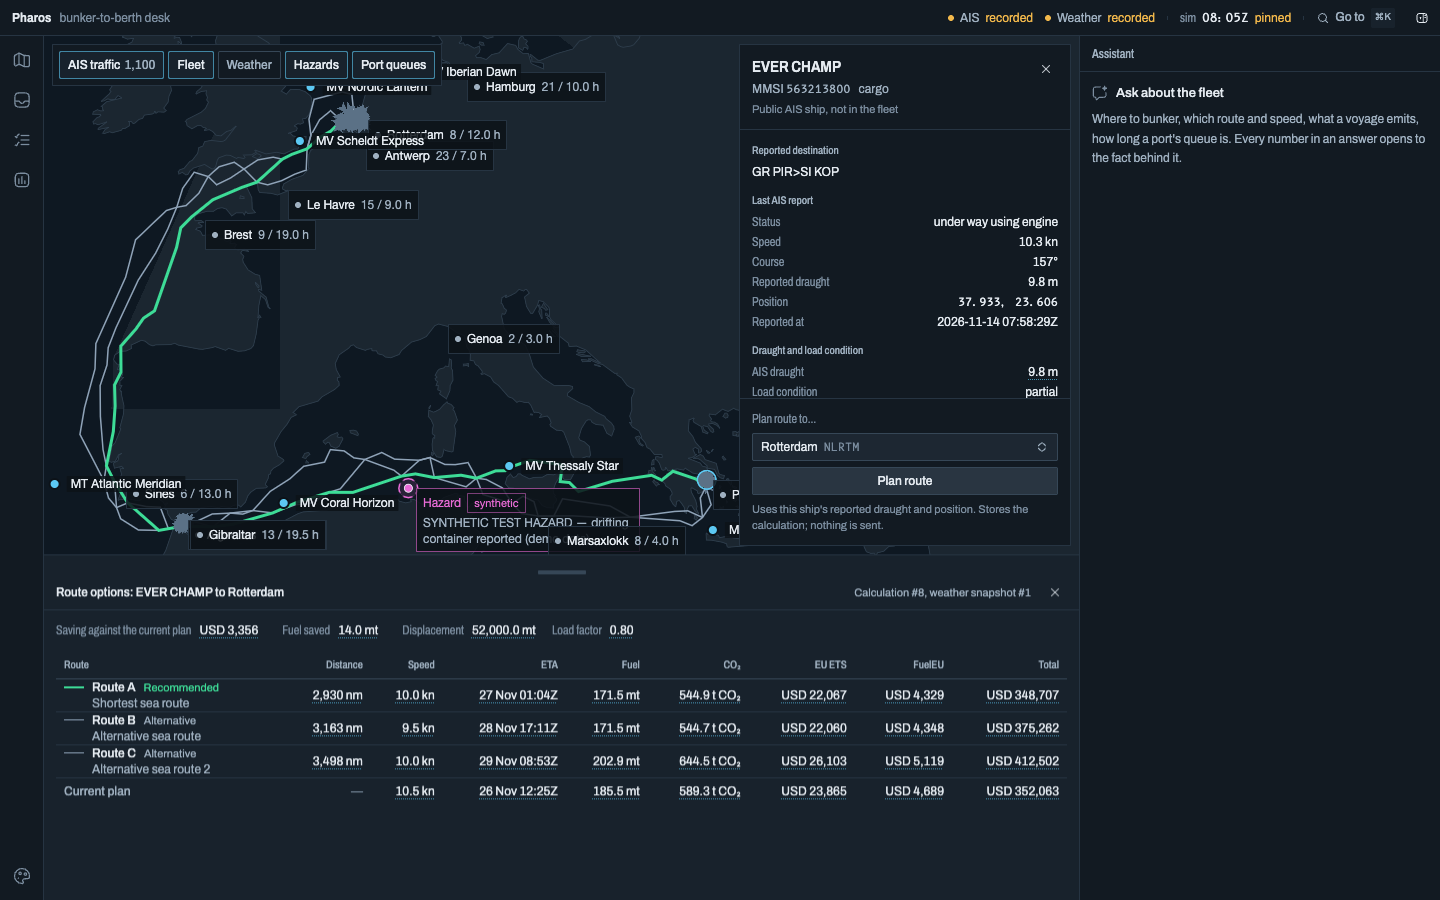 Pharos bunker-to-berth desk
AIS recorded
Weather recorded
sim 08:05Z pinned
Go to ⌘K
AIS traffic 1,100
Fleet
Weather
Hazards
Port queues
Iberian Dawn
MV Nordic Lantern
Hamburg 21 / 10.0 h
Rotterdam 8 / 12.0 h
MV Scheldt Express
Antwerp 23 / 7.0 h
Le Havre 15 / 9.0 h
Brest 9 / 19.0 h
Genoa 2 / 3.0 h
MV Thessaly Star
MT Atlantic Meridian
Sines 6 / 13.0 h
MV Coral Horizon
Gibraltar 13 / 19.5 h
Hazard synthetic
SYNTHETIC TEST HAZARD — drifting
container reported (dem
Marsaxlokk 8 / 4.0 h
P
M
EVER CHAMP
MMSI 563213800 cargo
Public AIS ship, not in the fleet
Reported destination
GR PIR>SI KOP
Last AIS report
Status under way using engine
Speed 10.3 kn
Course 157°
Reported draught 9.8 m
Position 37.933, 23.606
Reported at 2026-11-14 07:58:29Z
Draught and load condition
AIS draught 9.8 m
Load condition partial
Plan route to...
Rotterdam NLRTM
Plan route
Uses this ship's reported draught and position. Stores the
calculation; nothing is sent.
Assistant
Ask about the fleet
Where to bunker, which route and speed, what a voyage emits,
how long a port's queue is. Every number in an answer opens to
the fact behind it.
Route options: EVER CHAMP to Rotterdam
Calculation #8, weather snapshot #1
Saving against the current plan USD 3,356
Fuel saved 14.0 mt
Displacement 52,000.0 mt
Load factor 0.80
Route Distance Speed ETA Fuel CO₂ EU ETS FuelEU Total
Route A Recommended
Shortest sea route
2,930 nm 10.0 kn 27 Nov 01:04Z 171.5 mt 544.9 t CO₂ USD 22,067 USD 4,329 USD 348,707
Route B Alternative
Alternative sea route
3,163 nm 9.5 kn 28 Nov 17:11Z 171.5 mt 544.7 t CO₂ USD 22,060 USD 4,348 USD 375,262
Route C Alternative
Alternative sea route 2
3,498 nm 10.0 kn 29 Nov 08:53Z 202.9 mt 644.5 t CO₂ USD 26,103 USD 5,119 USD 412,502
Current plan — 10.5 kn 26 Nov 12:25Z 185.5 mt 589.3 t CO₂ USD 23,865 USD 4,689 USD 352,063